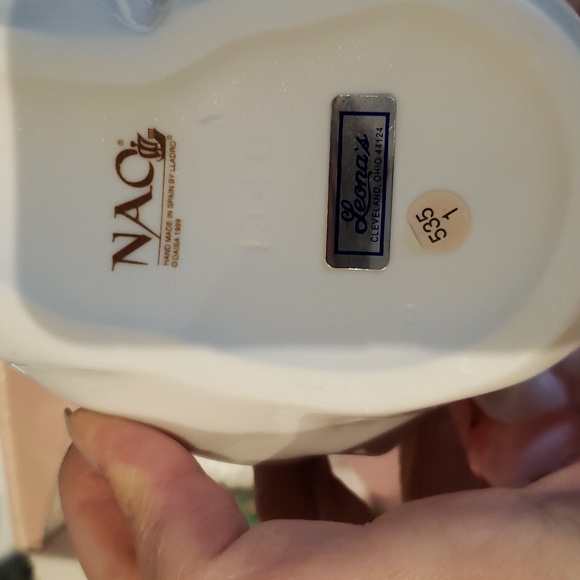 NAO®
HAND MADE IN SPAIN BY LLADRO®
© DAISA 1999
Leona's
CLEVELAND, OHIO 44124
535
1